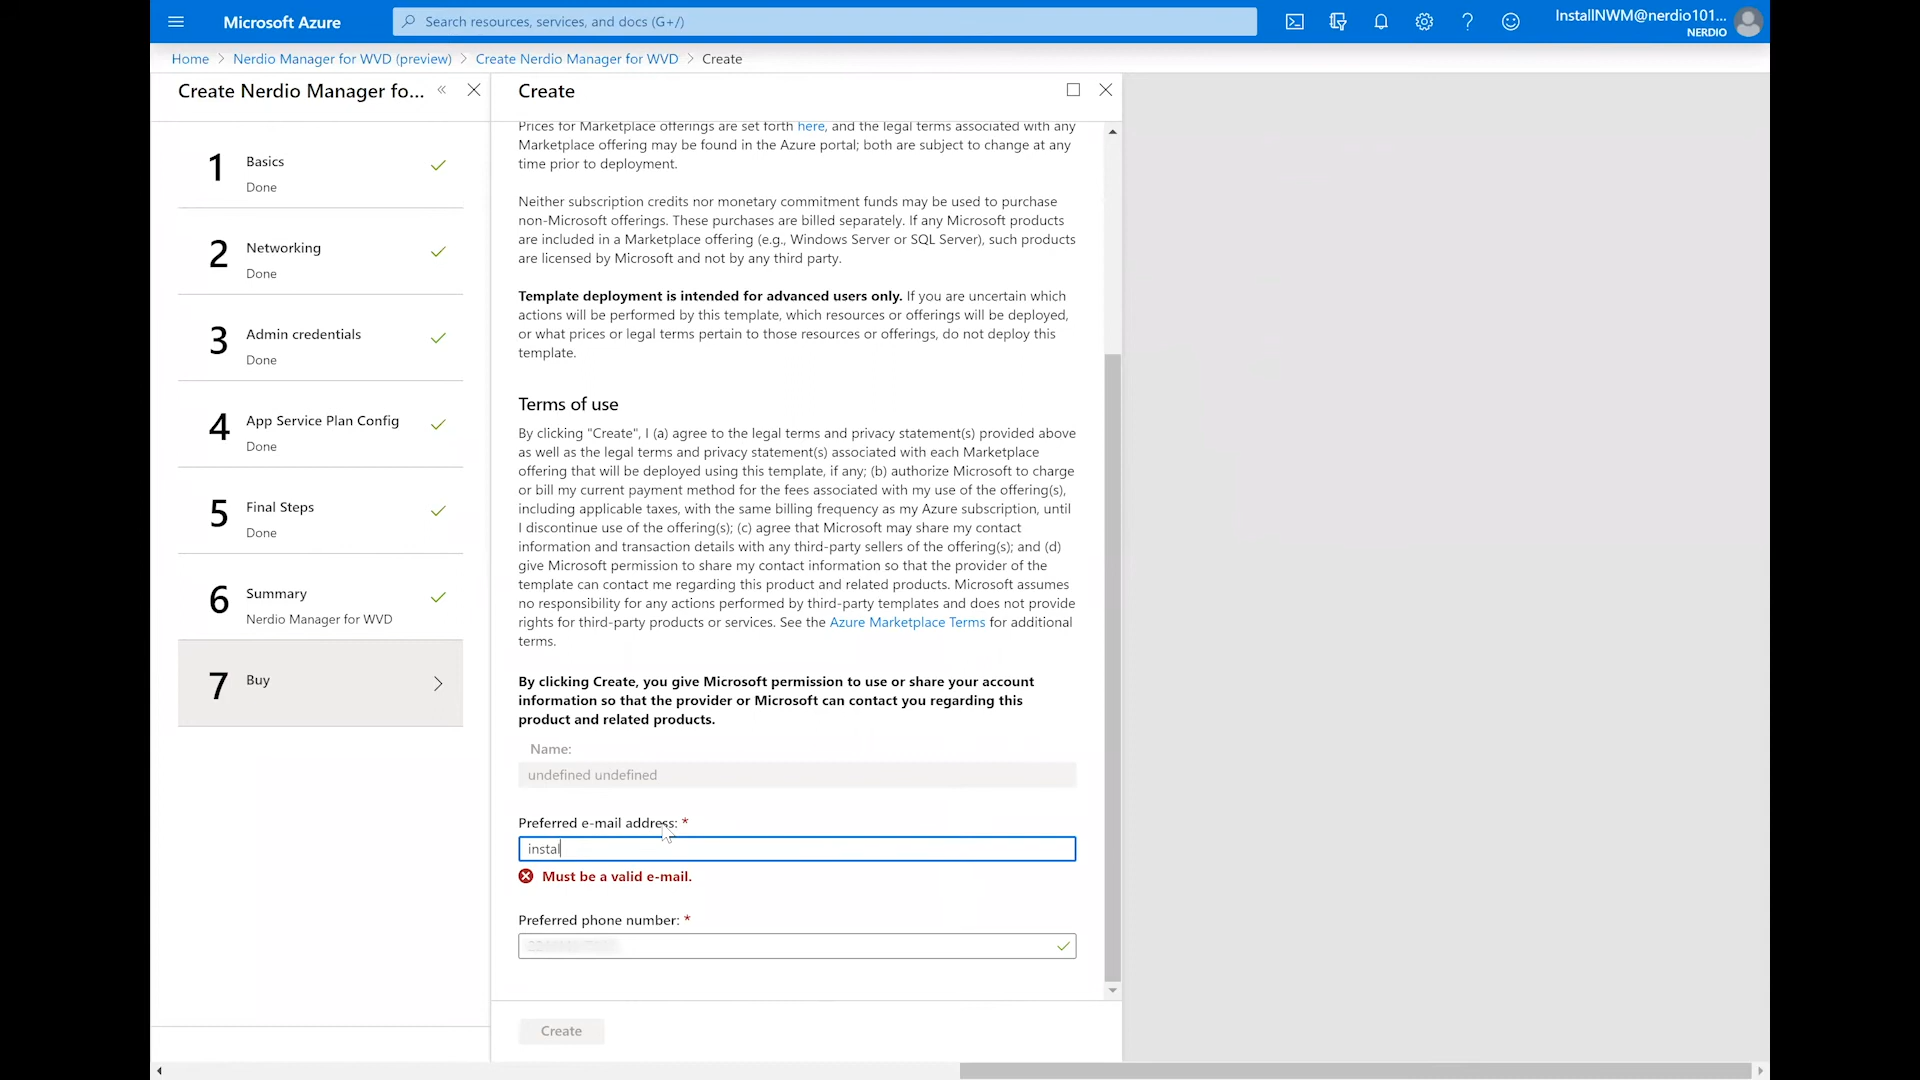 Microsoft Azure
Search resources, services, and docs (G+/)
InstallNWM@nerdio101...
NERDIO
Home > Nerdio Manager for WVD (preview) > Create Nerdio Manager for WVD > Create
Create Nerdio Manager fo...
1 Basics
Done
2 Networking
Done
3 Admin credentials
Done
4 App Service Plan Config
Done
5 Final Steps
Done
6 Summary
Nerdio Manager for WVD
7 Buy
Create
Prices for Marketplace offerings are set forth here, and the legal terms associated with any
Marketplace offering may be found in the Azure portal; both are subject to change at any
time prior to deployment.
Neither subscription credits nor monetary commitment funds may be used to purchase
non-Microsoft offerings. These purchases are billed separately. If any Microsoft products
are included in a Marketplace offering (e.g., Windows Server or SQL Server), such products
are licensed by Microsoft and not by any third party.
Template deployment is intended for advanced users only. If you are uncertain which
actions will be performed by this template, which resources or offerings will be deployed,
or what prices or legal terms pertain to those resources or offerings, do not deploy this
template.
Terms of use
By clicking "Create", I (a) agree to the legal terms and privacy statement(s) provided above
as well as the legal terms and privacy statement(s) associated with each Marketplace
offering that will be deployed using this template, if any; (b) authorize Microsoft to charge
or bill my current payment method for the fees associated with my use of the offering(s),
including applicable taxes, with the same billing frequency as my Azure subscription, until
I discontinue use of the offering(s); (c) agree that Microsoft may share my contact
information and transaction details with any third-party sellers of the offering(s); and (d)
give Microsoft permission to share my contact information so that the provider of the
template can contact me regarding this product and related products. Microsoft assumes
no responsibility for any actions performed by third-party templates and does not provide
rights for third-party products or services. See the Azure Marketplace Terms for additional
terms.
By clicking Create, you give Microsoft permission to use or share your account
information so that the provider or Microsoft can contact you regarding this
product and related products.
Name:
undefined undefined
Preferred e-mail address: *
instal
Must be a valid e-mail.
Preferred phone number: *
Create